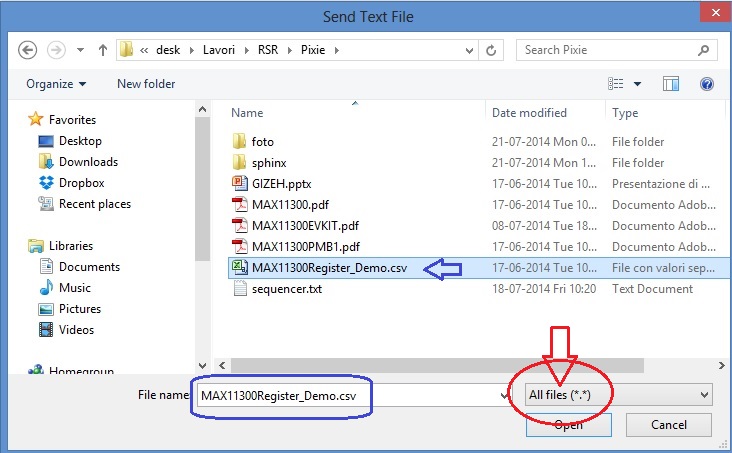 Send Text File
« desk Lavori RSR Pixie
Search Pixie
Organize New folder
Name Date modified Type
Favorites
Desktop
Downloads
Dropbox
Recent places
Libraries
Documents
Music
Pictures
Videos
Homegroup
foto 21-07-2014 Mon 0... File folder
sphinx 21-07-2014 Mon 1... File folder
GIZEH.pptx 17-06-2014 Tue 10... Presentazione di ...
MAX11300.pdf 17-06-2014 Tue 10... Documento Adob...
MAX11300EVKIT.pdf 08-07-2014 Tue 18... Documento Adob...
MAX11300PMB1.pdf 17-06-2014 Tue 10... Documento Adob...
MAX11300Register_Demo.csv 17-06-2014 Tue 10... File con valori sep...
sequencer.txt 18-07-2014 Fri 10:20 Text Document
File name: MAX11300Register_Demo.csv All files (*.*)
Open Cancel